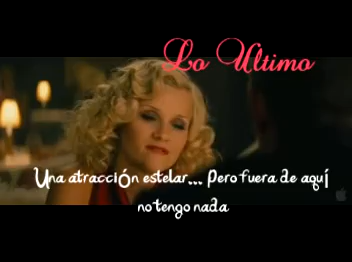 Lo Ultimo
Una atracción estelar... Pero fuera de aquí
no tengo nada